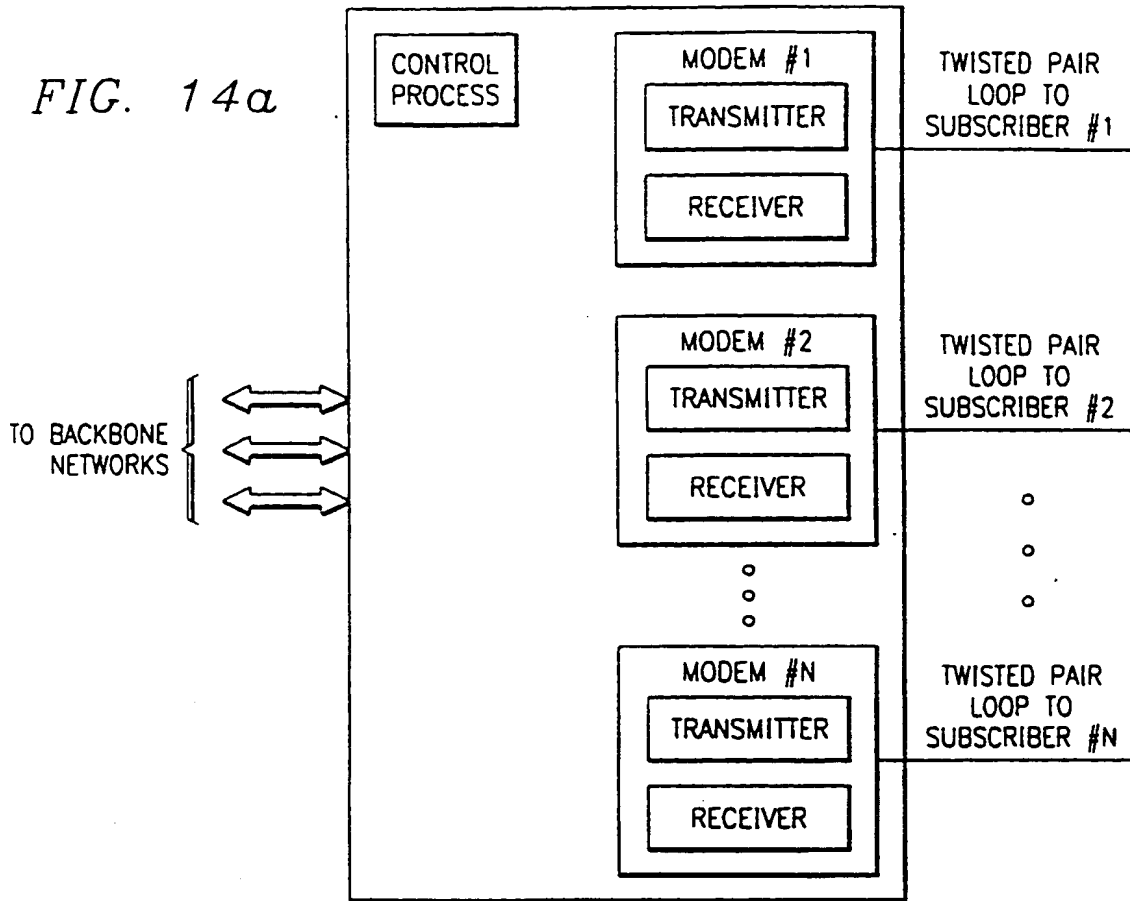 FIG. 14a
CONTROL
PROCESS
MODEM #1
TRANSMITTER
RECEIVER
TWISTED PAIR
LOOP TO
SUBSCRIBER #1
MODEM #2
TRANSMITTER
RECEIVER
TWISTED PAIR
LOOP TO
SUBSCRIBER #2
TO BACKBONE
NETWORKS
MODEM #N
TRANSMITTER
RECEIVER
TWISTED PAIR
LOOP TO
SUBSCRIBER #N